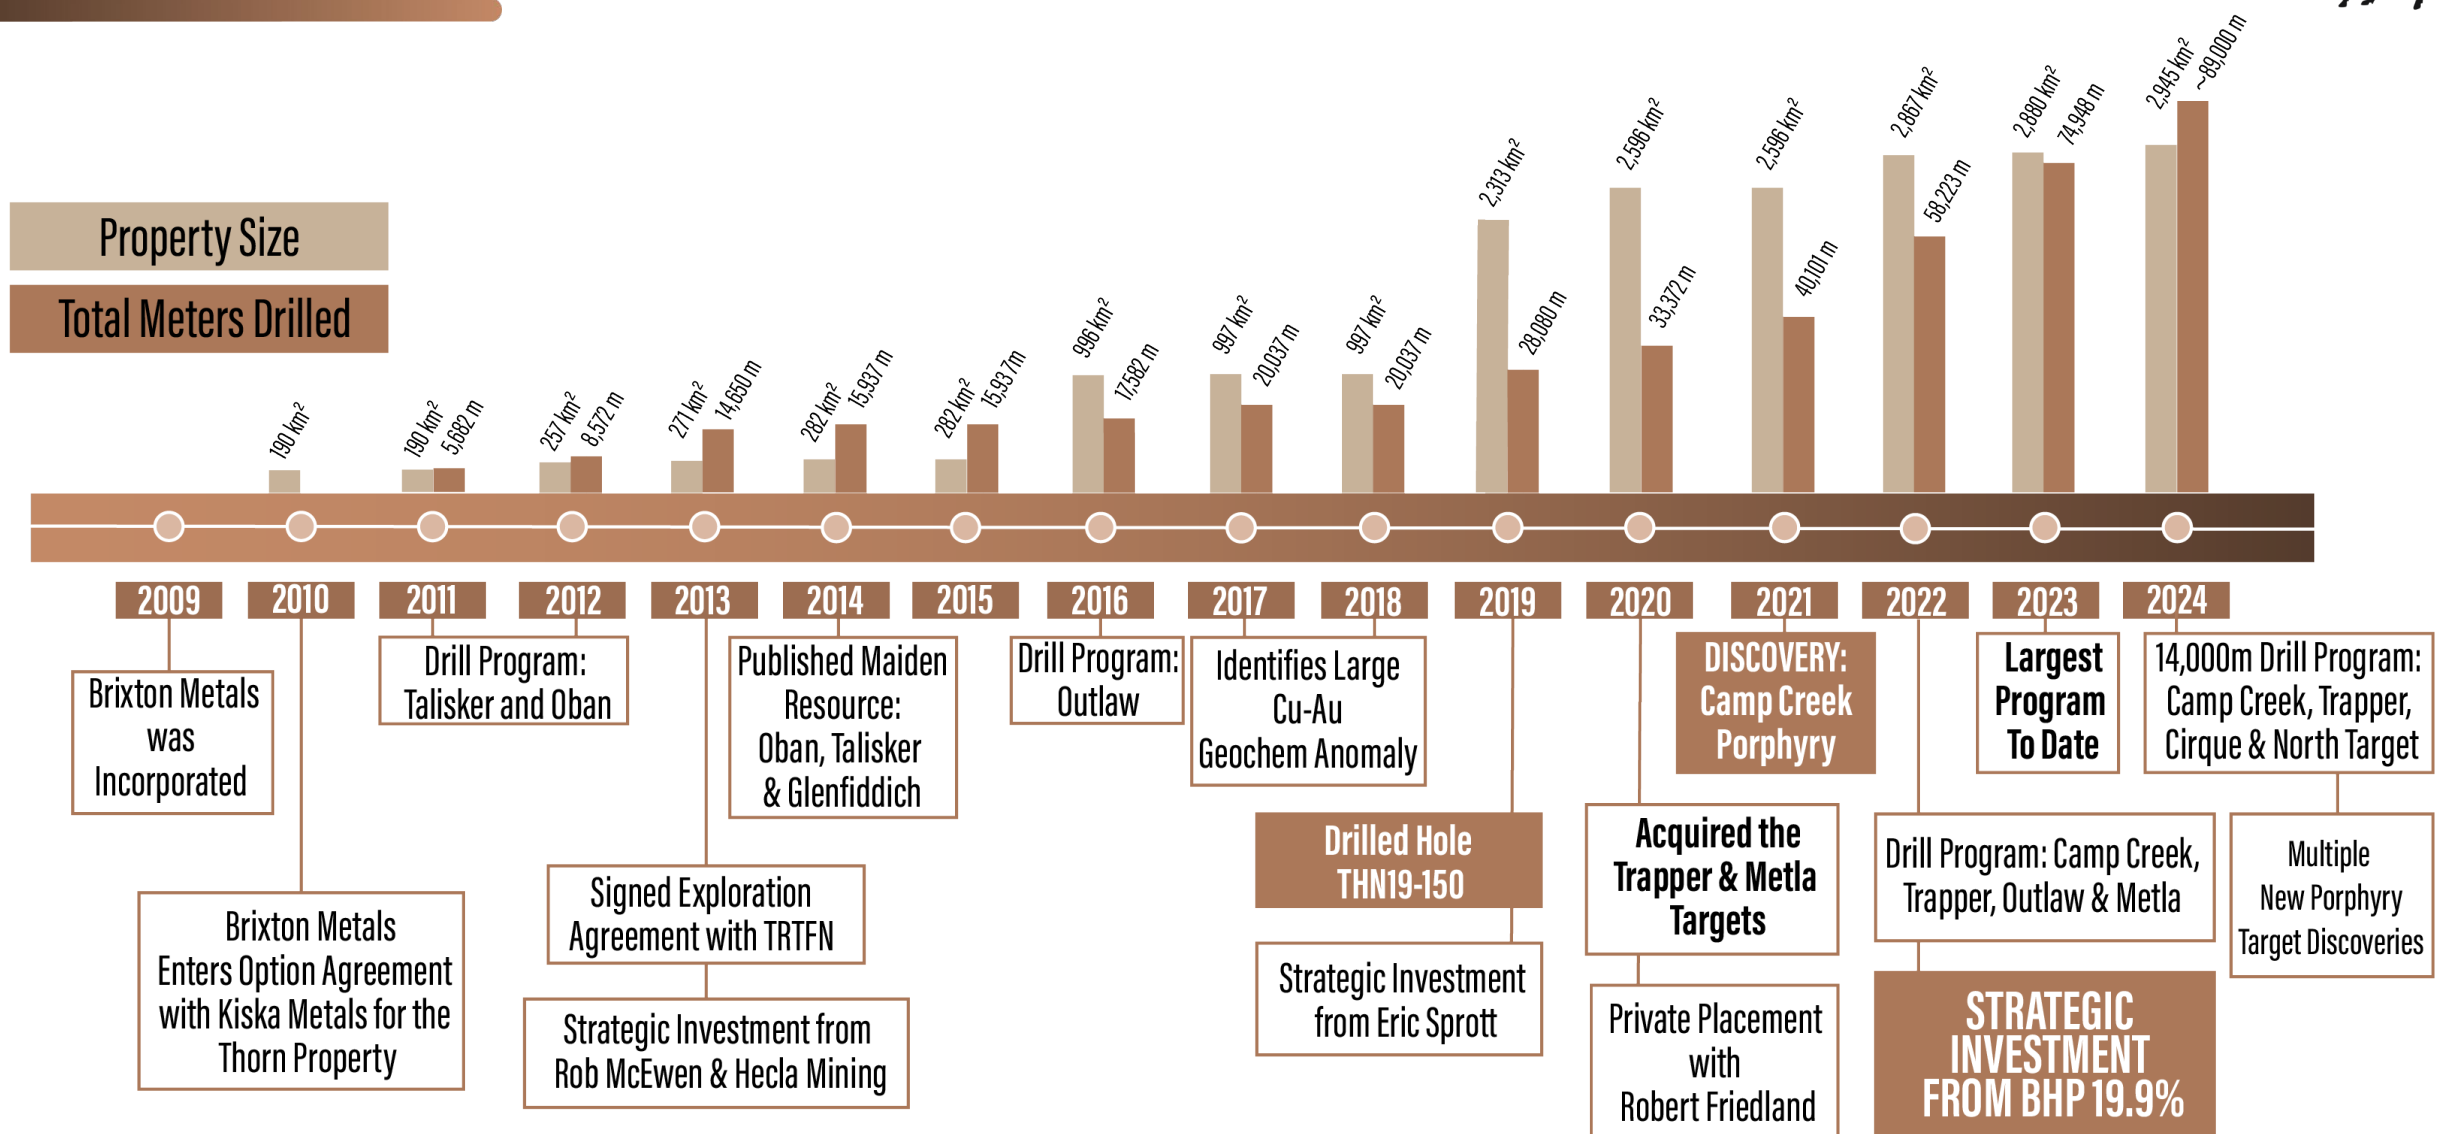 Property Size
Total Meters Drilled
190 km²
190 km²
5,682 m
257 km²
8,572 m
271 km²
14,650 m
282 km²
15,937 m
282 km²
15,937m
996 km²
17,582 m
997 km²
20,037 m
997 km²
20,037 m
2,313 km²
28,080 m
2,596 km²
33,372 m
2,596 km²
40,101 m
2,867 km²
58,223 m
2,880 km²
74,948 m
2,945 km²
~89,000 m
2009
2010
2011
2012
2013
2014
2015
2016
2017
2018
2019
2020
2021
2022
2023
2024
Brixton Metals
was
Incorporated
Brixton Metals
Enters Option Agreement
with Kiska Metals for the
Thorn Property
Drill Program:
Talisker and Oban
Signed Exploration
Agreement with TRTFN
Strategic Investment from
Rob McEwen & Hecla Mining
Published Maiden
Resource:
Oban, Talisker
& Glenfiddich
Drill Program:
Outlaw
Identifies Large
Cu-Au
Geochem Anomaly
Drilled Hole
THN19-150
Strategic Investment
from Eric Sprott
Acquired the
Trapper & Metla
Targets
Private Placement
with
Robert Friedland
DISCOVERY:
Camp Creek
Porphyry
Drill Program: Camp Creek,
Trapper, Outlaw & Metla
STRATEGIC
INVESTMENT
FROM BHP 19.9%
Largest
Program
To Date
14,000m Drill Program:
Camp Creek, Trapper,
Cirque & North Target
Multiple
New Porphyry
Target Discoveries